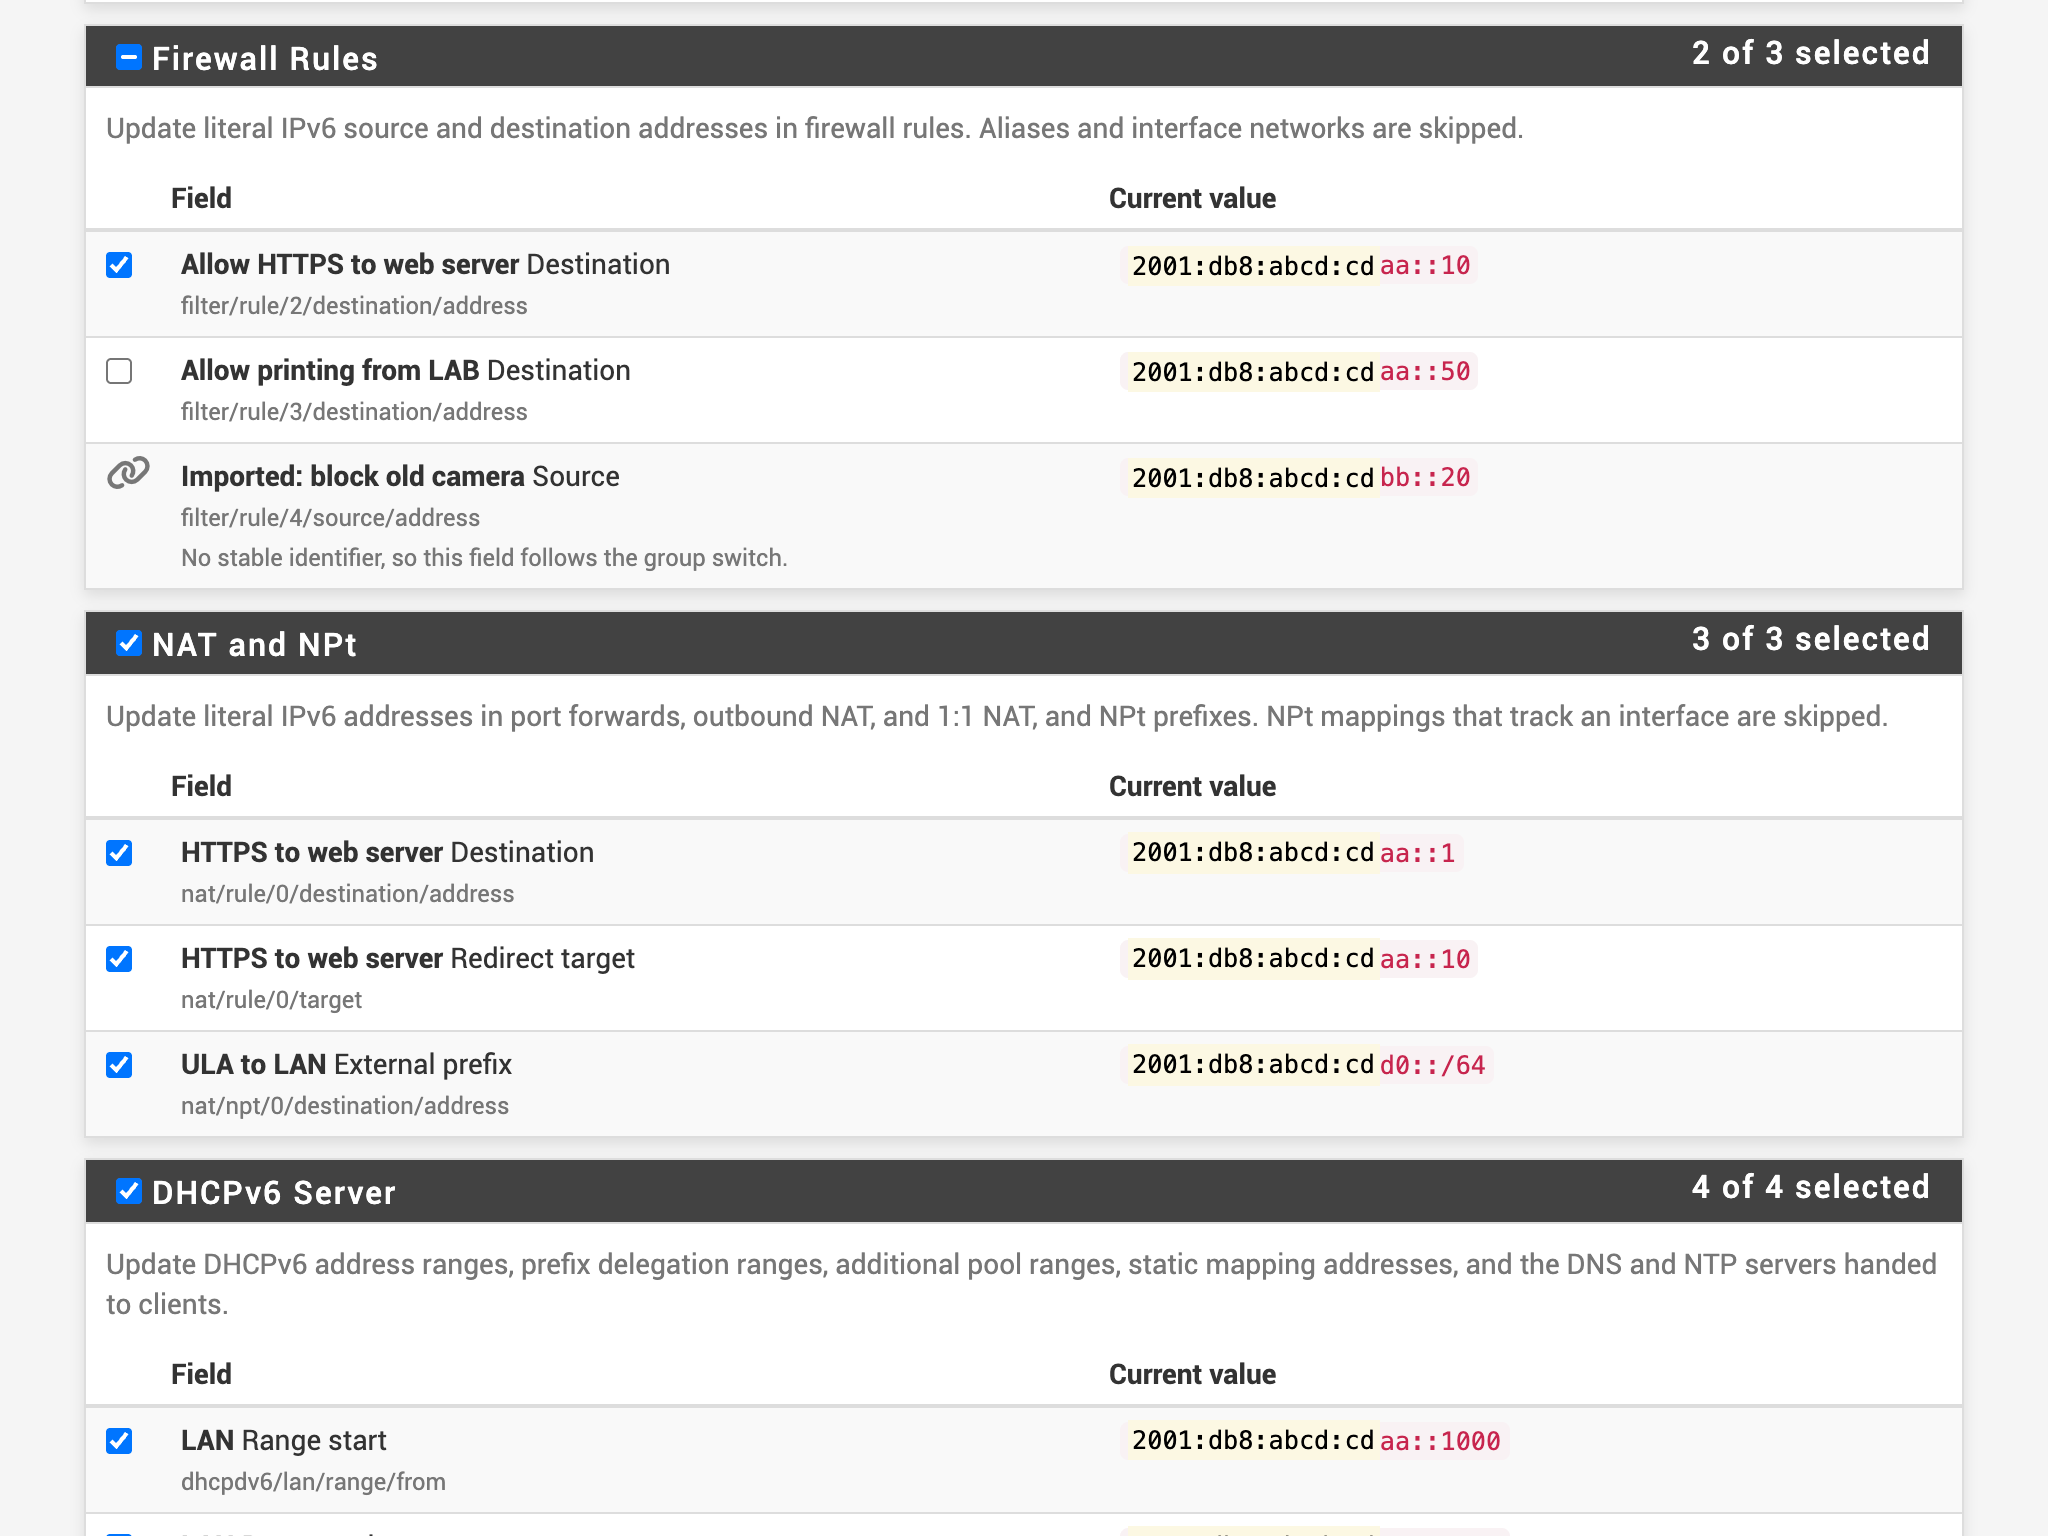 Firewall Rules
2 of 3 selected
Update literal IPv6 source and destination addresses in firewall rules. Aliases and interface networks are skipped.
Field Current value
Allow HTTPS to web server Destination 2001:db8:abcd:cdaa::10
filter/rule/2/destination/address
Allow printing from LAB Destination 2001:db8:abcd:cdaa::50
filter/rule/3/destination/address
Imported: block old camera Source 2001:db8:abcd:cdbb::20
filter/rule/4/source/address
No stable identifier, so this field follows the group switch.
NAT and NPt
3 of 3 selected
Update literal IPv6 addresses in port forwards, outbound NAT, and 1:1 NAT, and NPt prefixes. NPt mappings that track an interface are skipped.
Field Current value
HTTPS to web server Destination 2001:db8:abcd:cdaa::1
nat/rule/0/destination/address
HTTPS to web server Redirect target 2001:db8:abcd:cdaa::10
nat/rule/0/target
ULA to LAN External prefix 2001:db8:abcd:cdd0::/64
nat/npt/0/destination/address
DHCPv6 Server
4 of 4 selected
Update DHCPv6 address ranges, prefix delegation ranges, additional pool ranges, static mapping addresses, and the DNS and NTP servers handed
to clients.
Field Current value
LAN Range start 2001:db8:abcd:cdaa::1000
dhcpdv6/lan/range/from